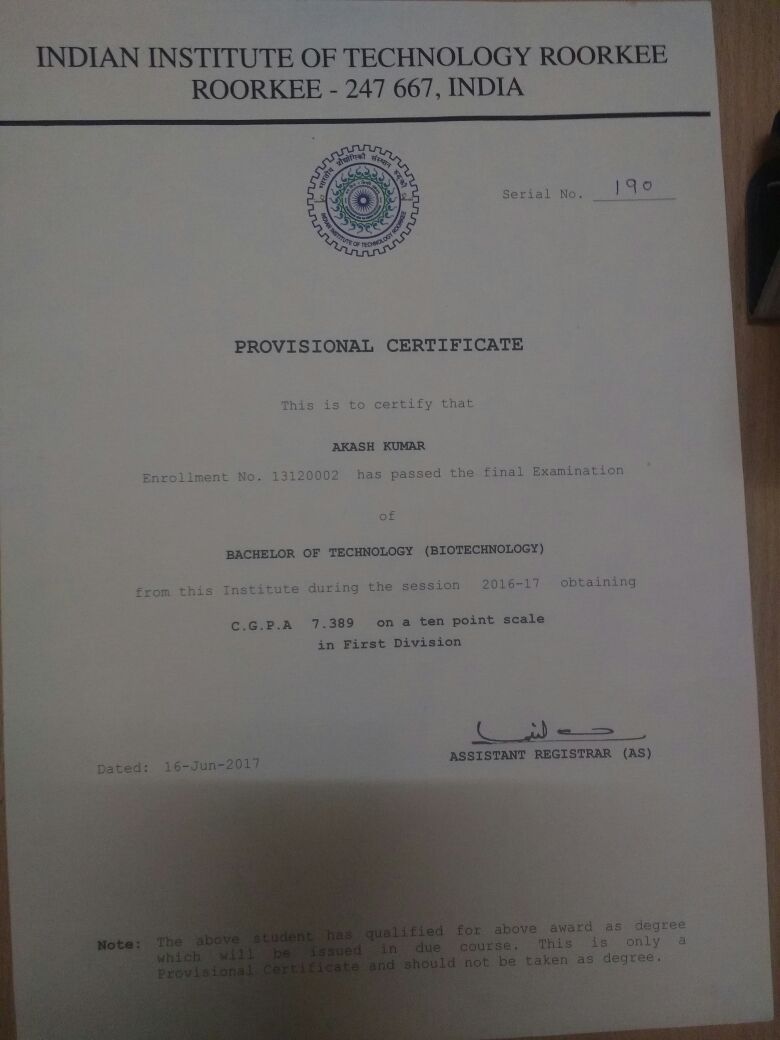 INDIAN INSTITUTE OF TECHNOLOGY ROORKEE
ROORKEE - 247 667, INDIA
भारतीय प्रौद्योगिकी संस्थान रुड़की
INDIAN INSTITUTE OF TECHNOLOGY ROORKEE
Serial No. 190
PROVISIONAL CERTIFICATE
This is to certify that
AKASH KUMAR
Enrollment No. 13120002 has passed the final Examination
of
BACHELOR OF TECHNOLOGY (BIOTECHNOLOGY)
from this Institute during the session 2016-17 obtaining
C.G.P.A 7.389 on a ten point scale
in First Division
ASSISTANT REGISTRAR (AS)
Dated: 16-Jun-2017
Note: The above student has qualified for above award as degree
which will be issued in due course. This is only a
Provisional Certificate and should not be taken as degree.